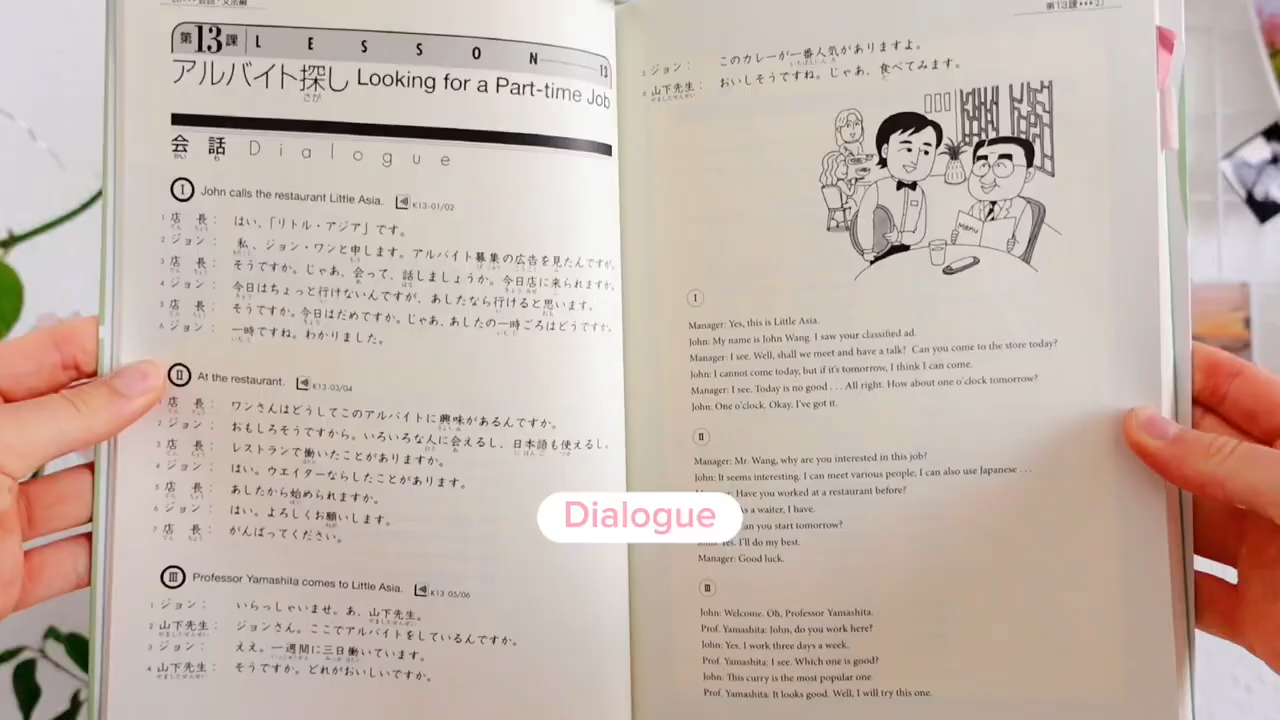 会話・文法編
第13課 LESSON 13
アルバイト探し Looking for a Part-time Job
さが
会話 Dialogue
かい わ
I John calls the restaurant Little Asia. K13-01/02
1 店長： はい、「リトル・アジア」です。
2 ジョン： 私、ジョン・ワンと申します。アルバイト募集の広告を見たんですが。
3 店長： そうですか。じゃあ、会って、話しましょうか。今日店に来られますか。
4 ジョン： 今日はちょっと行けないんですが、あしたなら行けると思います。
5 店長： そうですか。今日はだめですか。じゃあ、あしたの一時ごろはどうですか。
6 ジョン： 一時ですね。わかりました。
II At the restaurant. K13-03/04
1 店長： ワンさんはどうしてこのアルバイトに興味があるんですか。
2 ジョン： おもしろそうですから。いろいろな人に会えるし、日本語も使えるし。
3 店長： レストランで働いたことがありますか。
4 ジョン： はい。ウエイターならしたことがあります。
5 店長： あしたから始められますか。
6 ジョン： はい。よろしくお願いします。
7 店長： がんばってください。
III Professor Yamashita comes to Little Asia. K13-05/06
1 ジョン： いらっしゃいませ。あ、山下先生。
2 山下先生： ジョンさん。ここでアルバイトをしているんですか。
3 ジョン： ええ。一週間に三日働いています。
4 山下先生： そうですか。どれがおいしいですか。
第13課 27
5 ジョン： このカレーが一番人気がありますよ。
6 山下先生： おいしそうですね。じゃあ、食べてみます。
Menu
I
Manager: Yes, this is Little Asia.
John: My name is John Wang. I saw your classified ad.
Manager: I see. Well, shall we meet and have a talk? Can you come to the store today?
John: I cannot come today, but if it's tomorrow, I think I can come.
Manager: I see. Today is no good . . . All right. How about one o'clock tomorrow?
John: One o'clock. Okay, I've got it.
II
Manager: Mr. Wang, why are you interested in this job?
John: It seems interesting. I can meet various people; I can also use Japanese . . .
Have you worked at a restaurant before?
As a waiter, I have.
an you start tomorrow?
Yes. I'll do my best.
Manager: Good luck.
Dialogue
III
John: Welcome. Oh, Professor Yamashita.
Prof. Yamashita: John, do you work here?
John: Yes. I work three days a week.
Prof. Yamashita: I see. Which one is good?
John: This curry is the most popular one.
Prof. Yamashita: It looks good. Well, I will try this one.